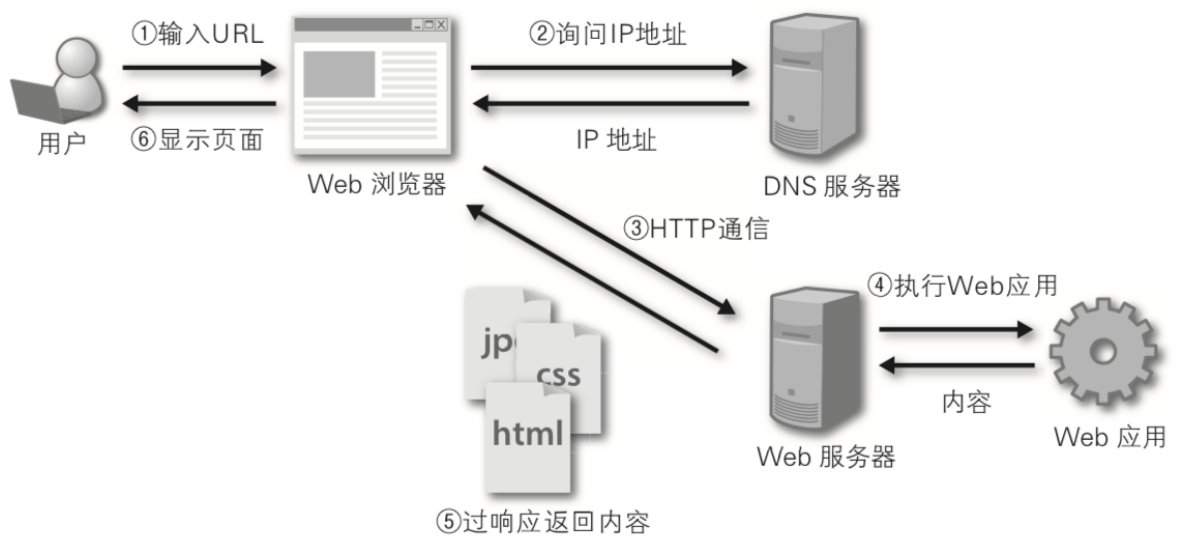 ①输入URL
②询问IP地址
用户
⑥显示页面
IP 地址
Web 浏览器
DNS 服务器
③HTTP通信
④执行Web应用
jp
css
html
内容
Web 服务器
Web 应用
⑤过响应返回内容